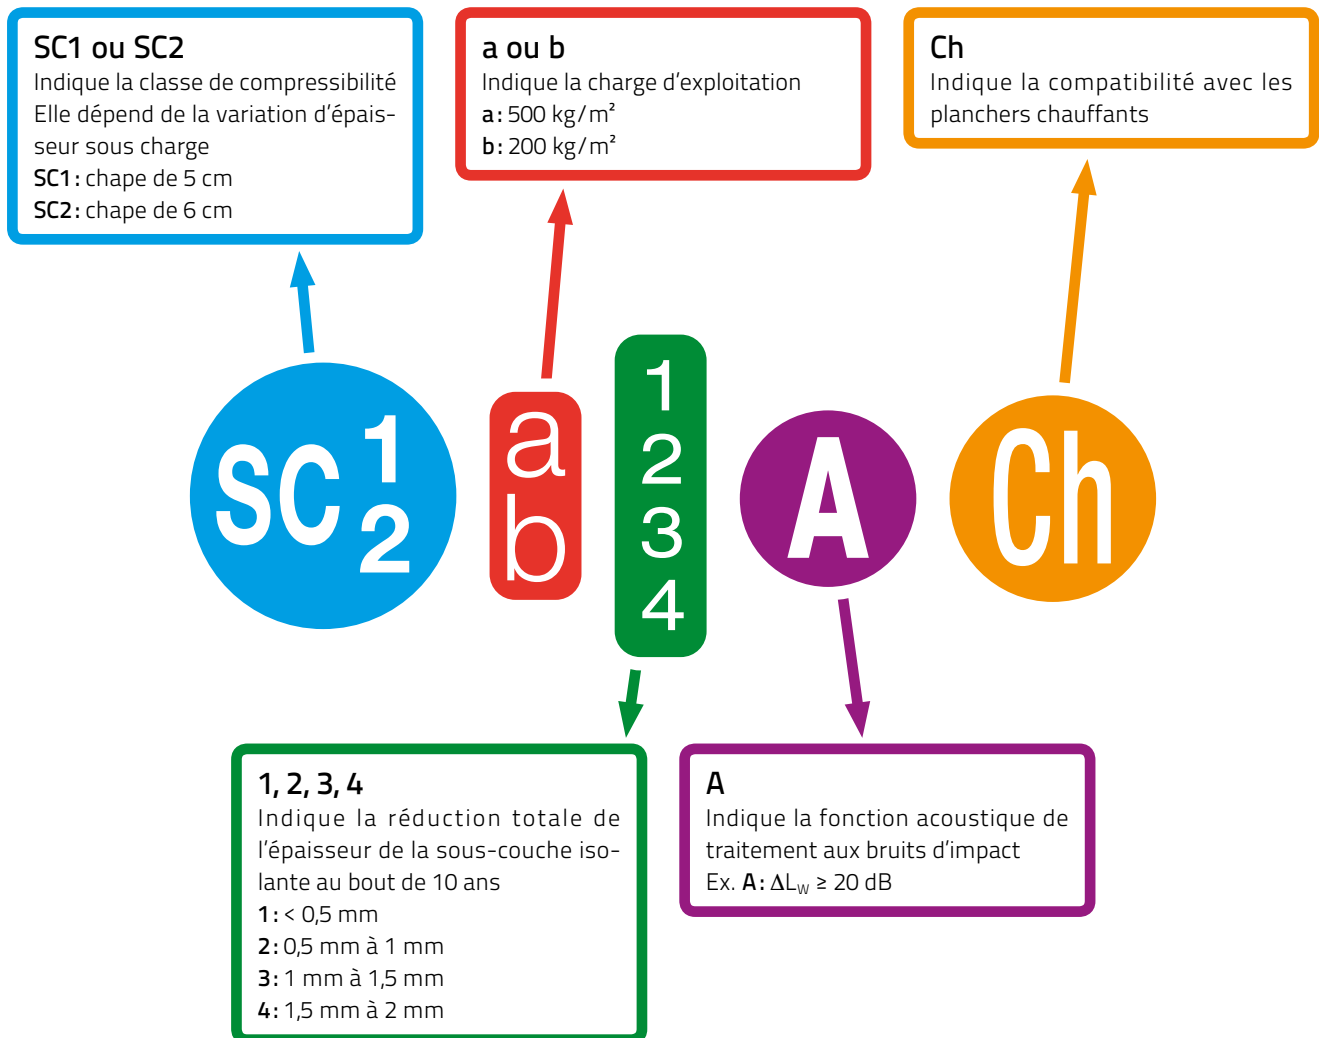 SC1 ou SC2
Indique la classe de compressibilité
Elle dépend de la variation d'épais-
seur sous charge
SC1 : chape de 5 cm
SC2 : chape de 6 cm
a ou b
Indique la charge d'exploitation
a : 500 kg/m²
b : 200 kg/m²
Ch
Indique la compatibilité avec les
planchers chauffants
SC 1
2
a
b
1
2
3
4
A
Ch
1, 2, 3, 4
Indique la réduction totale de
l'épaisseur de la sous-couche iso-
lante au bout de 10 ans
1 : < 0,5 mm
2 : 0,5 mm à 1 mm
3 : 1 mm à 1,5 mm
4 : 1,5 mm à 2 mm
A
Indique la fonction acoustique de
traitement aux bruits d'impact
Ex. A : ΔLW ≥ 20 dB